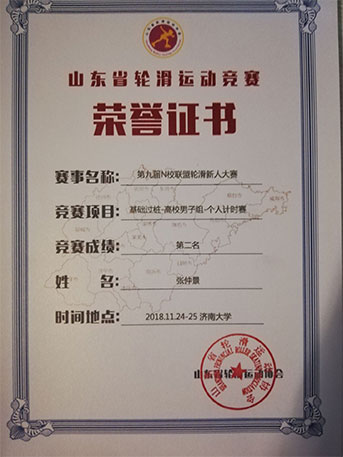 山东省轮滑运动竞赛
荣誉证书
赛事名称: 第九届N校联盟轮滑新人大赛
竞赛项目: 基础过桩-高校男子组-个人计时赛
竞赛成绩: 第二名
姓 名: 张仲景
时间地点: 2018.11.24-25 济南大学
山东省轮滑运动协会